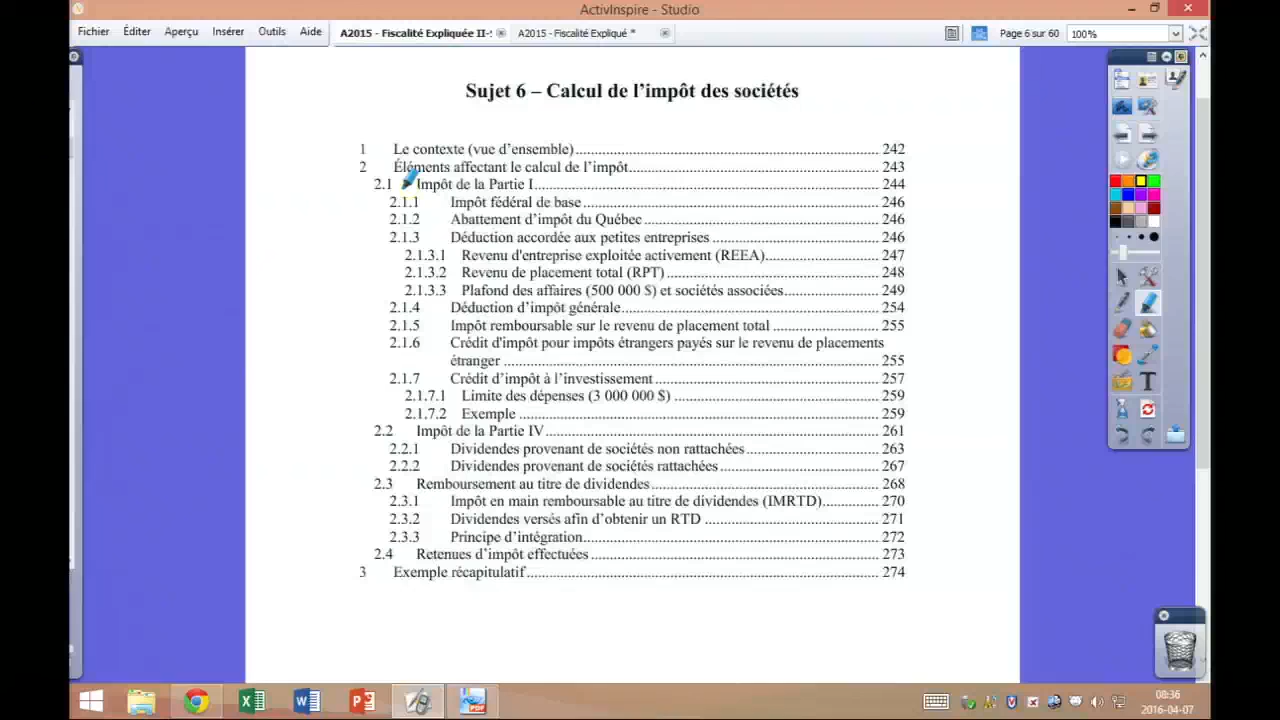 ActivInspire - Studio
Fichier Éditer Aperçu Insérer Outils Aide
A2015 - Fiscalité Expliquée II-
A2015 - Fiscalité Expliqué *
Page 6 sur 60
100%
Sujet 6 – Calcul de l’impôt des sociétés
1 Le contexte (vue d’ensemble) 242
2 Éléments affectant le calcul de l’impôt 243
2.1 Impôt de la Partie I 244
2.1.1 Impôt fédéral de base 246
2.1.2 Abattement d’impôt du Québec 246
2.1.3 Déduction accordée aux petites entreprises 246
2.1.3.1 Revenu d'entreprise exploitée activement (REEA) 247
2.1.3.2 Revenu de placement total (RPT) 248
2.1.3.3 Plafond des affaires (500 000 $) et sociétés associées 249
2.1.4 Déduction d’impôt générale 254
2.1.5 Impôt remboursable sur le revenu de placement total 255
2.1.6 Crédit d'impôt pour impôts étrangers payés sur le revenu de placements
étranger 255
2.1.7 Crédit d’impôt à l’investissement 257
2.1.7.1 Limite des dépenses (3 000 000 $) 259
2.1.7.2 Exemple 259
2.2 Impôt de la Partie IV 261
2.2.1 Dividendes provenant de sociétés non rattachées 263
2.2.2 Dividendes provenant de sociétés rattachées 267
2.3 Remboursement au titre de dividendes 268
2.3.1 Impôt en main remboursable au titre de dividendes (IMRTD) 270
2.3.2 Dividendes versés afin d’obtenir un RTD 271
2.3.3 Principe d’intégration 272
2.4 Retenues d’impôt effectuées 273
3 Exemple récapitulatif 274
08:36
2016-04-07